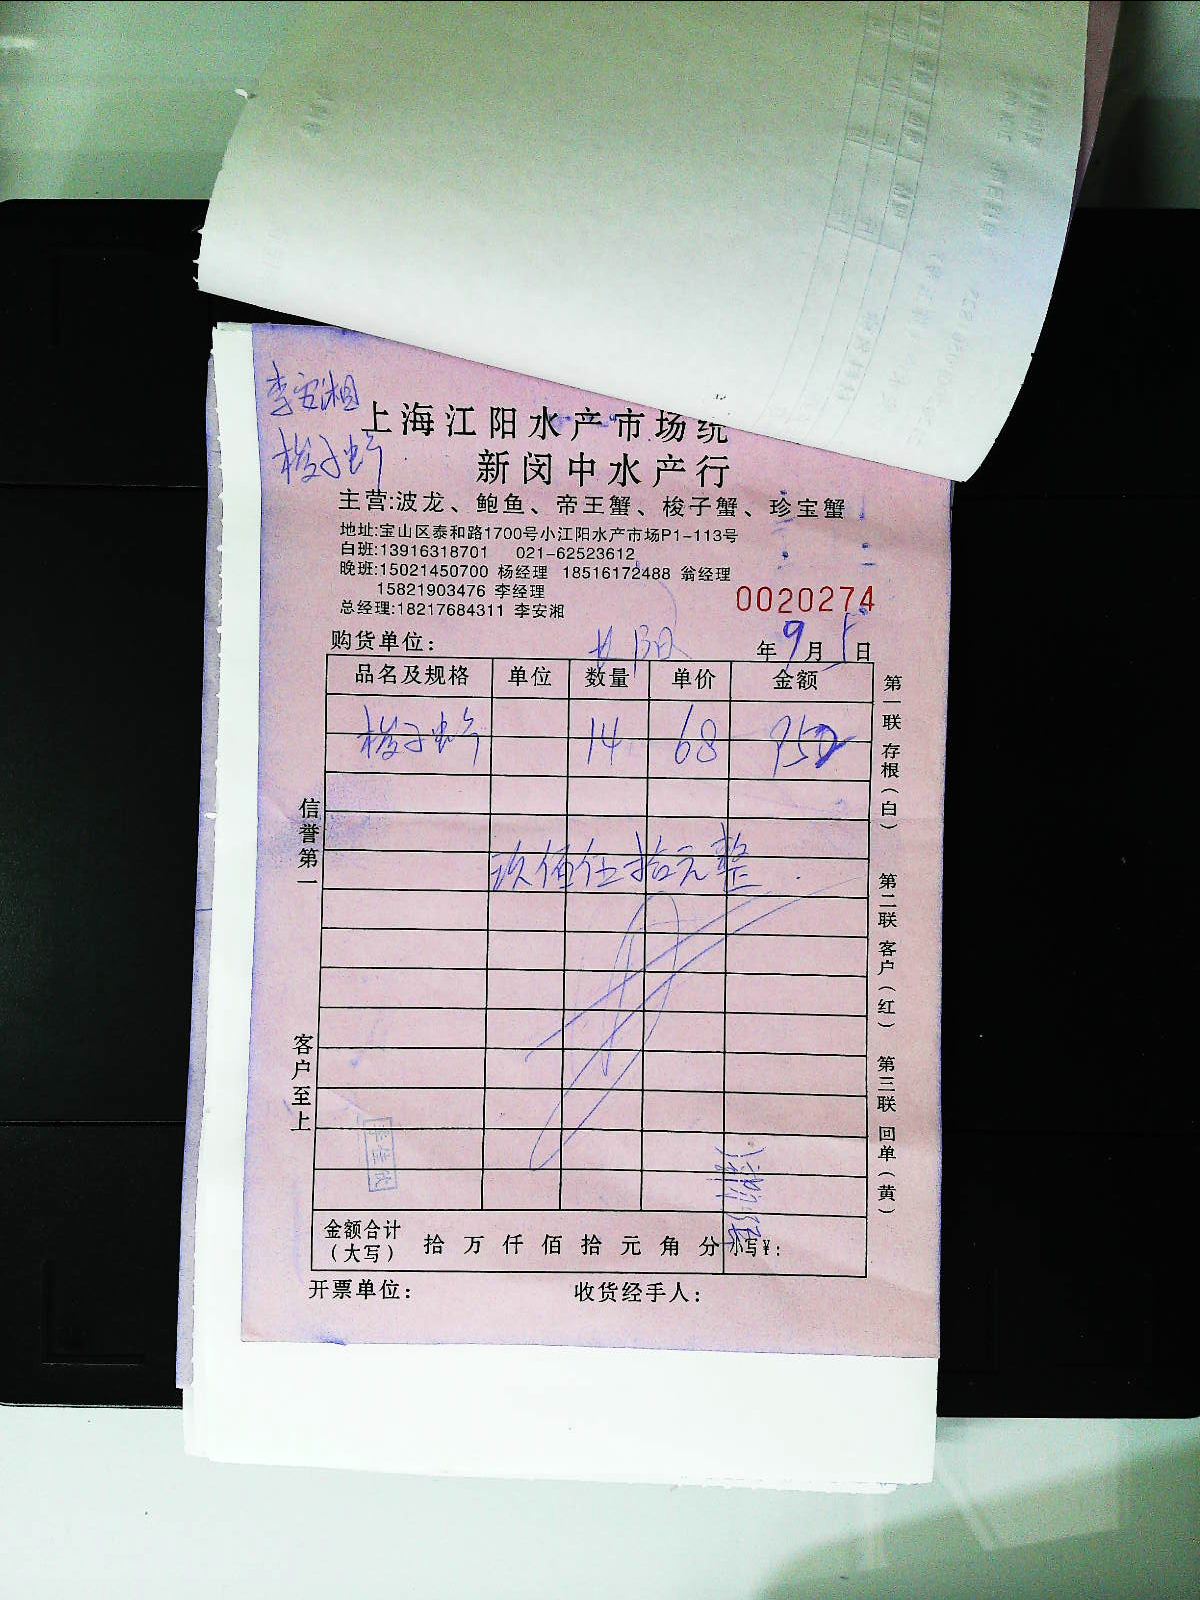 李安湘
梭子蟹
上海江阳水产市场统
新闵中水产行
主营:波龙、鲍鱼、帝王蟹、梭子蟹、珍宝蟹
地址:宝山区泰和路1700号小江阳水产市场P1-113号
白班:13916318701 021-62523612
晚班:15021450700 杨经理 18516172488 翁经理
15821903476 李经理
总经理:18217684311 李安湘
0020274
购货单位: 年9月5日
品名及规格 单位 数量 单价 金额
梭子蟹 14 68 950
玖佰伍拾元整
金额合计(大写) 拾万仟佰拾元角分 小写¥:
开票单位: 收货经手人:
信誉第一
客户至上
第一联 存根(白) 第二联 客户(红) 第三联 回单(黄)